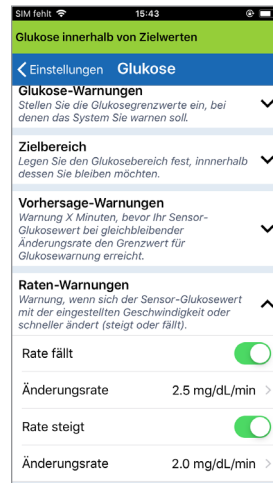 SIM fehlt 15:43
Glukose innerhalb von Zielwerten
Einstellungen Glukose
Glukose-Warnungen
Stellen Sie die Glukosegrenzwerte ein, bei
denen das System Sie warnen soll.
Zielbereich
Legen Sie den Glukosebereich fest, innnerhalb
dessen Sie bleiben möchten.
Vorhersage-Warnungen
Warnung X Minuten, bevor Ihr Sensor-
Glukosewert bei gleichbleibender
Änderungsrate den Grenzwert für
Glukosewarnung erreicht.
Raten-Warnungen
Warnung, wenn sich der Sensor-Glukosewert
mit der eingestellten Geschwindigkeit oder
schneller ändert (steigt oder fällt).
Rate fällt
Änderungsrate 2.5 mg/dL/min
Rate steigt
Änderungsrate 2.0 mg/dL/min